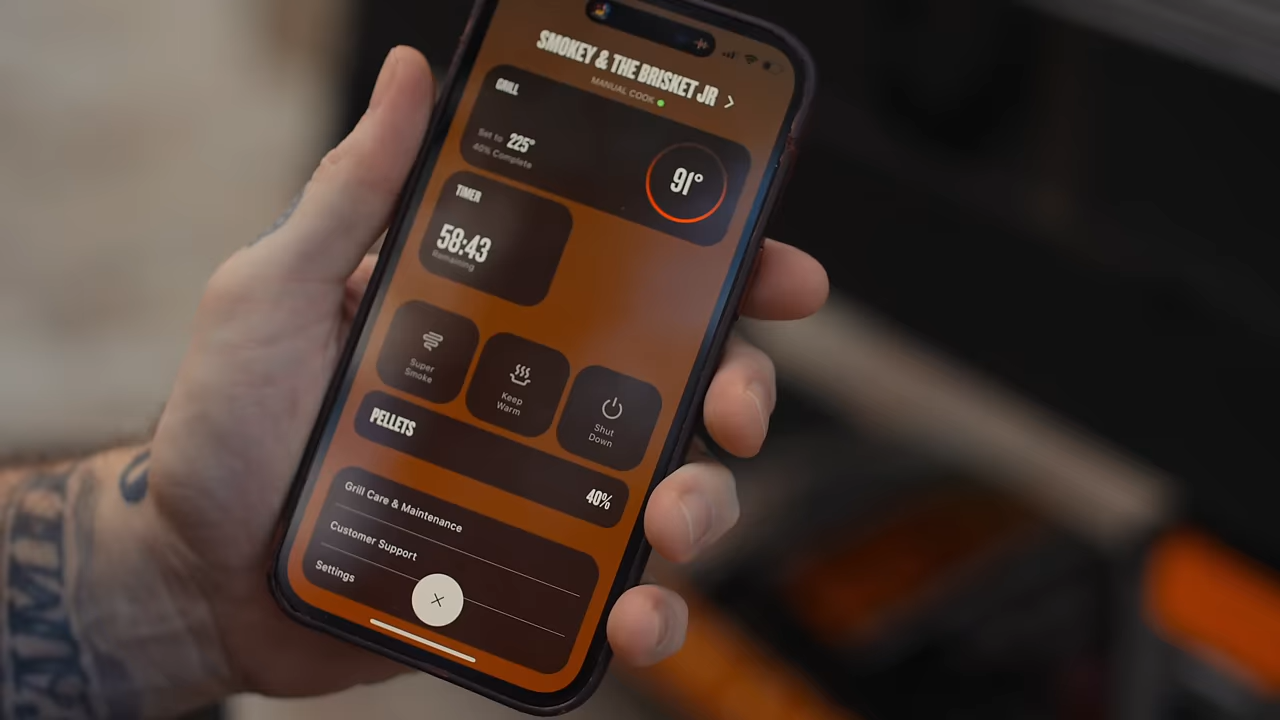 SMOKEY & THE BRISKET JR
MANUAL COOK
GRILL
Set to 225°
40% Complete
91°
TIMER
58:43
Remaining
Super
Smoke
Keep
Warm
Shut
Down
PELLETS
40%
Grill Care & Maintenance
Customer Support
Settings